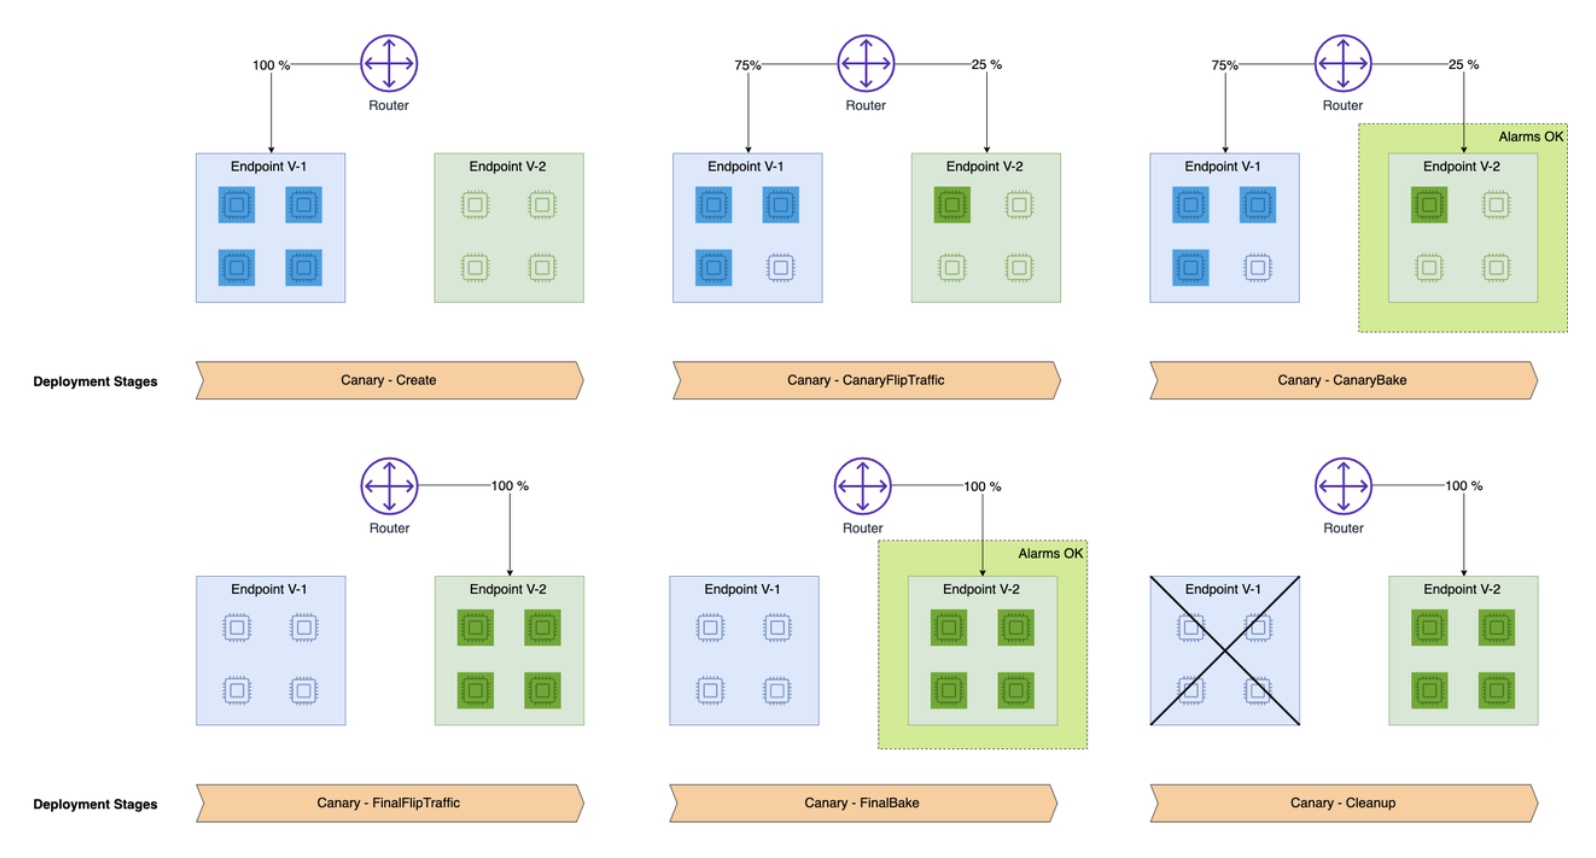 100 %
Router
Endpoint V-1
Endpoint V-2
75%
25 %
Router
Endpoint V-1
Endpoint V-2
75%
25 %
Router
Alarms OK
Endpoint V-1
Endpoint V-2
Deployment Stages
Canary - Create
Canary - CanaryFlipTraffic
Canary - CanaryBake
100 %
Router
Endpoint V-1
Endpoint V-2
100 %
Router
Alarms OK
Endpoint V-1
Endpoint V-2
100 %
Router
Endpoint V-1
Endpoint V-2
Deployment Stages
Canary - FinalFlipTraffic
Canary - FinalBake
Canary - Cleanup